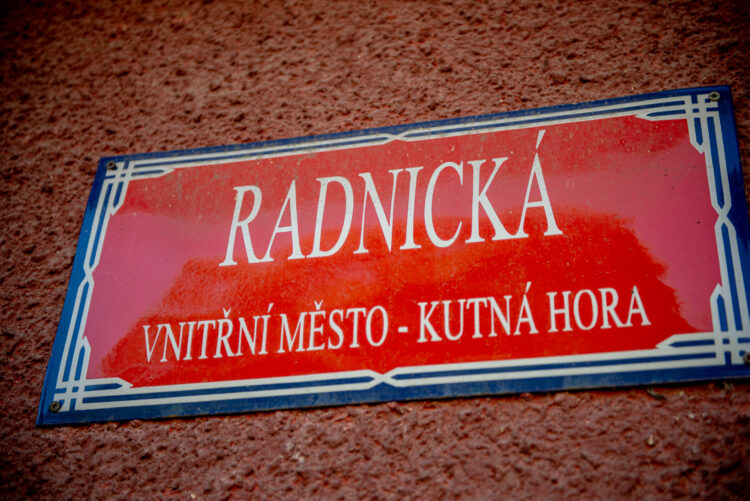 RADNICKÁ
VNITŘNÍ MĚSTO - KUTNÁ HORA